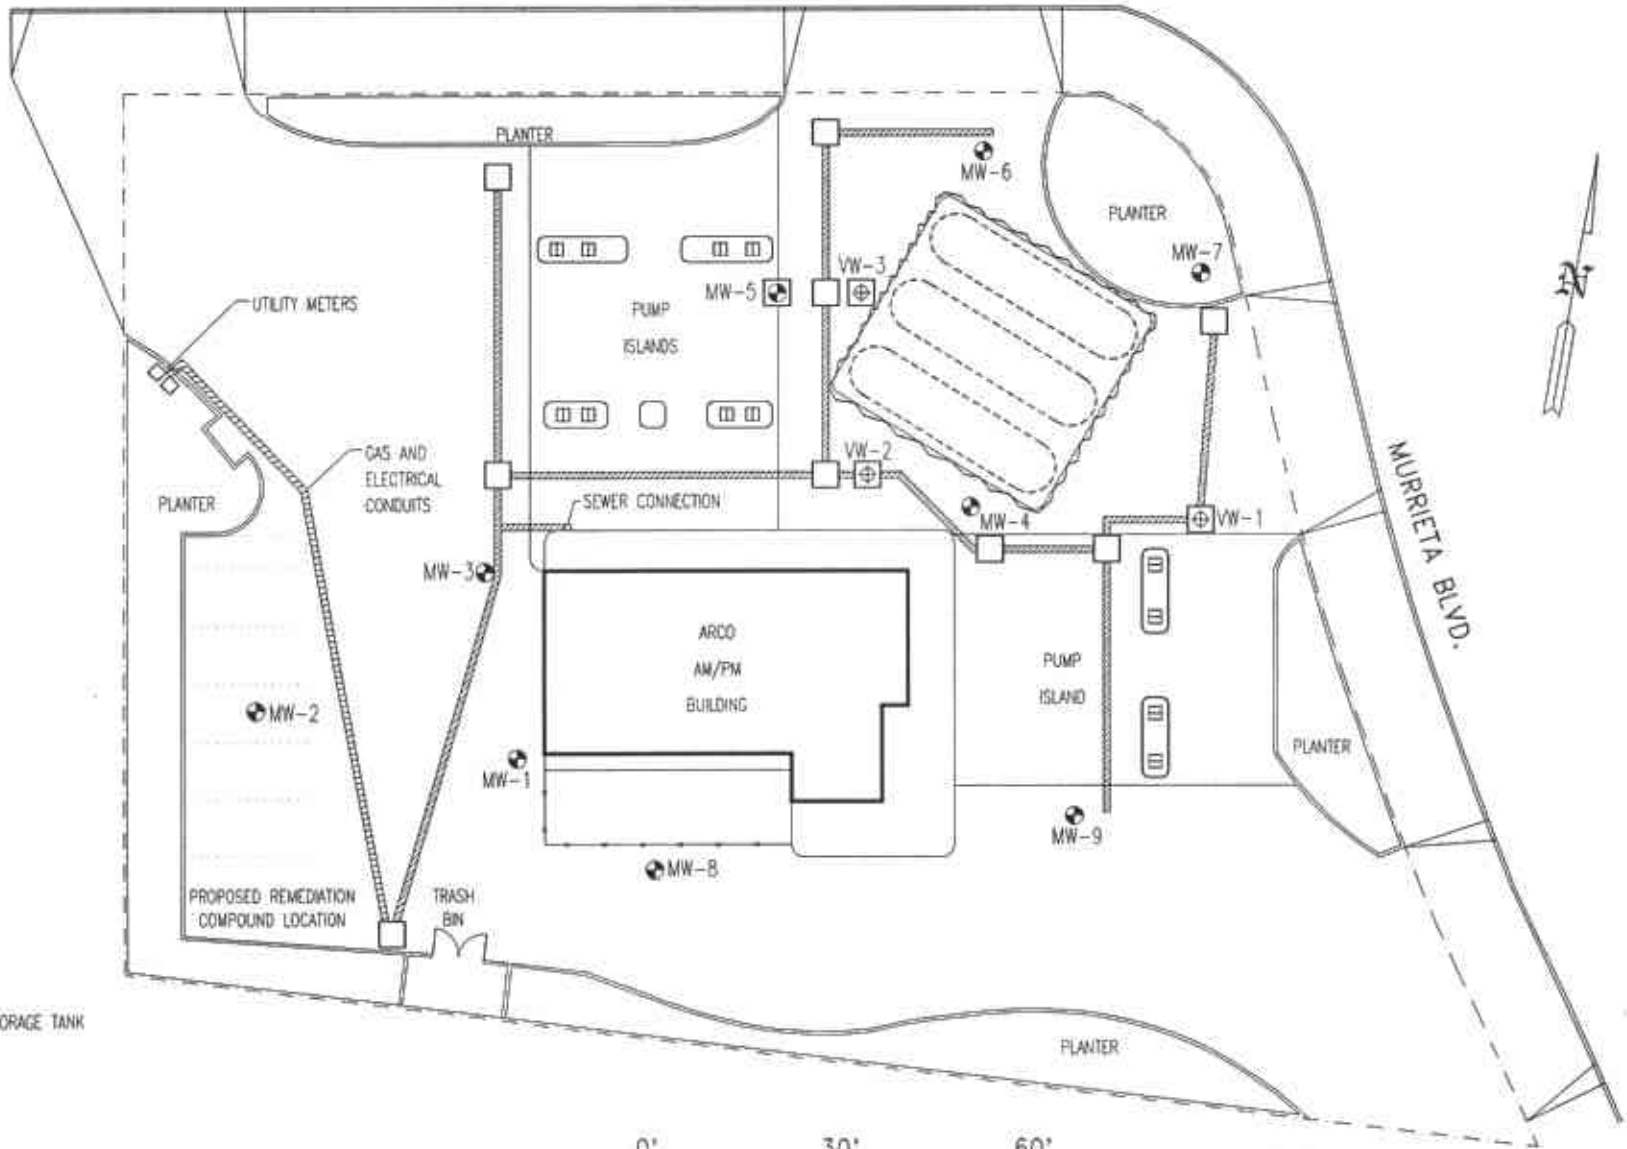 PLANTER
MW-6
PLANTER
MW-7
VW-3
MW-5
UTILITY METERS
PUMP
ISLANDS
N
GAS AND
ELECTRICAL
CONDUITS
VW-2
MURRIETA BLVD.
PLANTER
SEWER CONNECTION
MW-4
VW-1
MW-3
ARCO
AM/PM
BUILDING
PUMP
ISLAND
MW-2
PLANTER
MW-1
MW-9
MW-8
PROPOSED REMEDIATION
COMPOUND LOCATION
TRASH
BIN
ORAGE TANK
PLANTER
0' 30' 60'